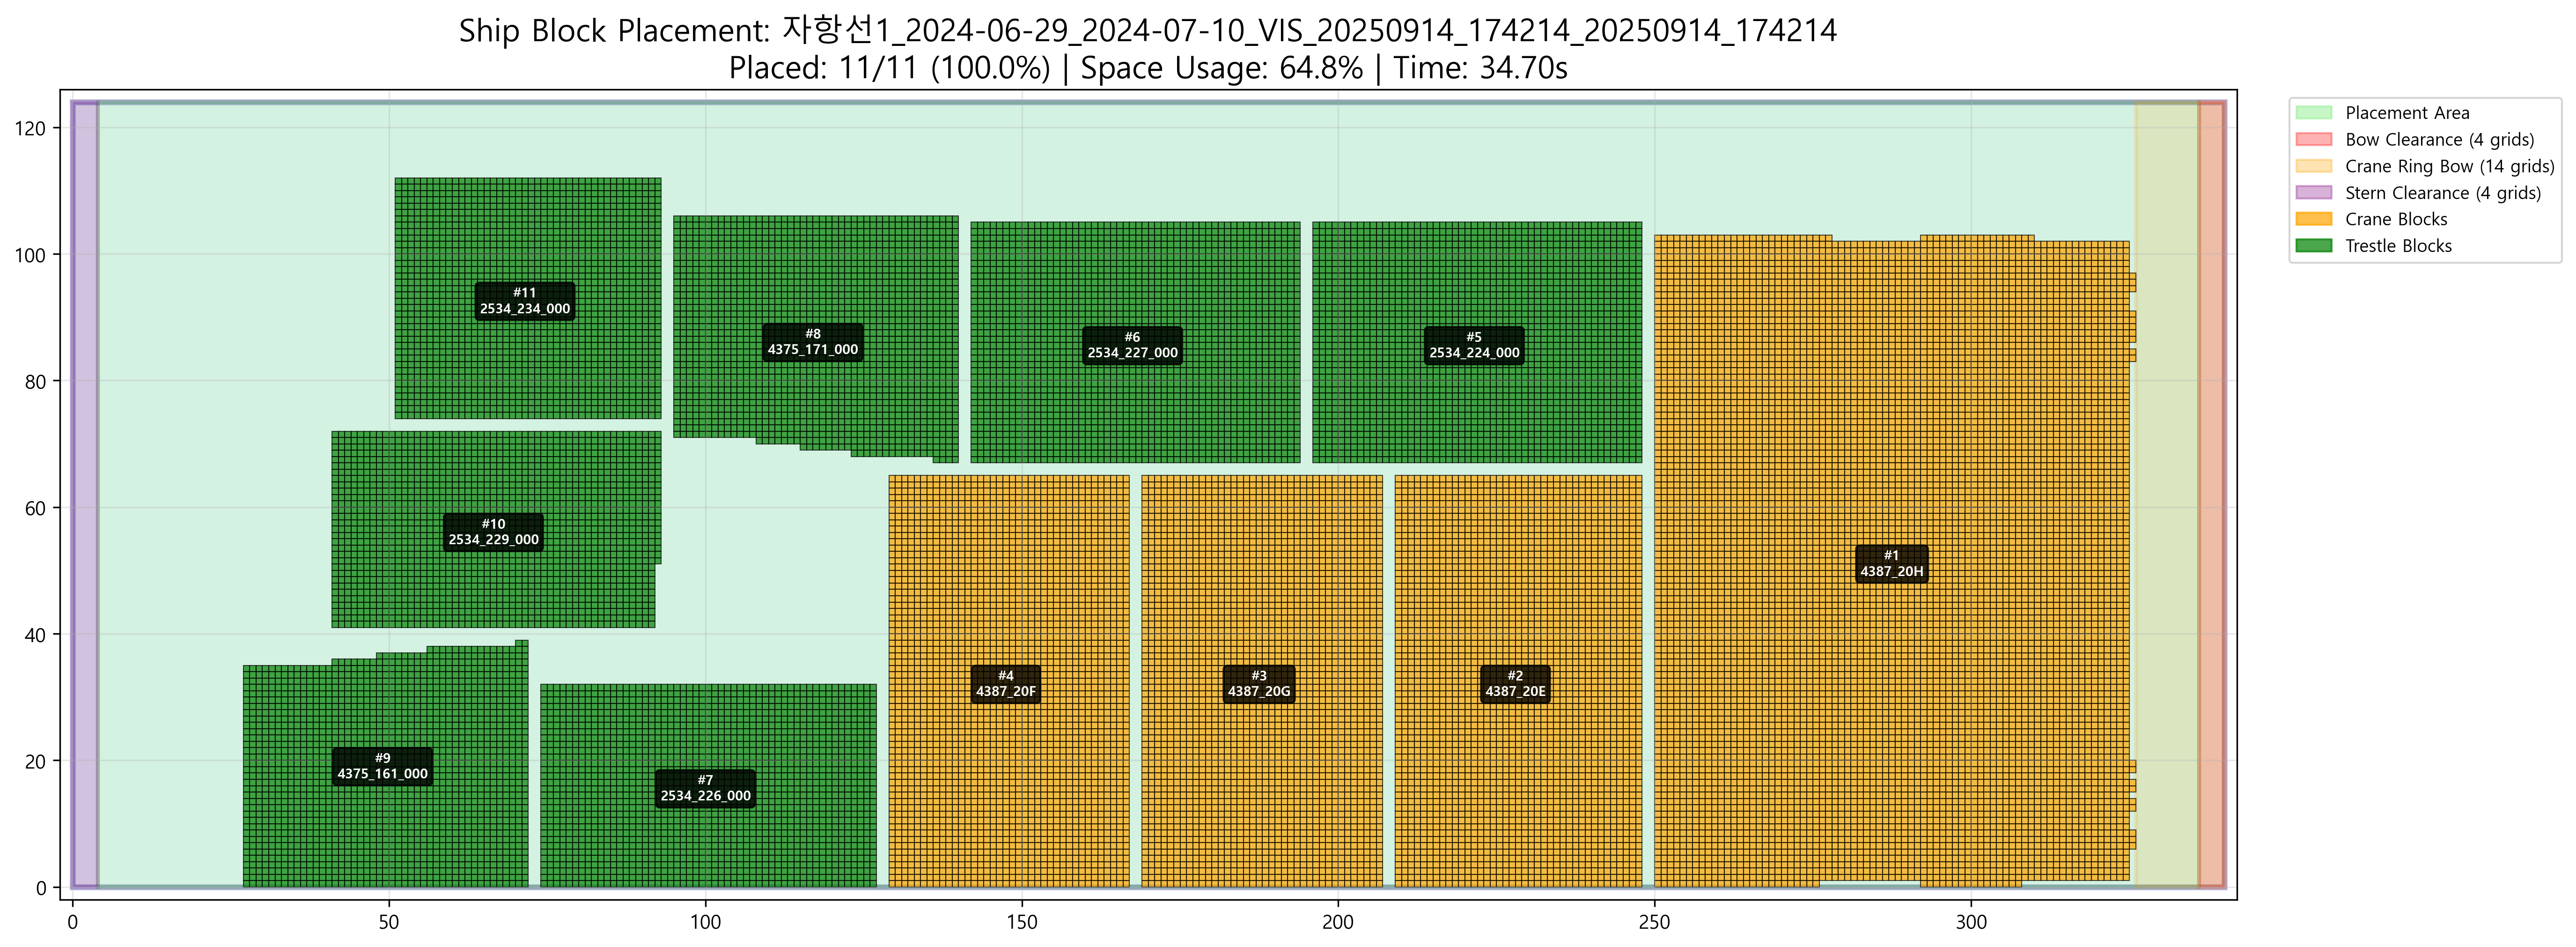 Ship Block Placement: 자항선1_2024-06-29_2024-07-10_VIS_20250914_174214_20250914_174214
Placed: 11/11 (100.0%) | Space Usage: 64.8% | Time: 34.70s
Placement Area
Bow Clearance (4 grids)
Crane Ring Bow (14 grids)
Stern Clearance (4 grids)
Crane Blocks
Trestle Blocks
120
100
80
60
40
20
0
#11
2534_234_000
#8
4375_171_000
#6
2534_227_000
#5
2534_224_000
#10
2534_229_000
#1
4387_20H
#4
4387_20F
#3
4387_20G
#2
4387_20E
#9
4375_161_000
#7
2534_226_000
0
50
100
150
200
250
300